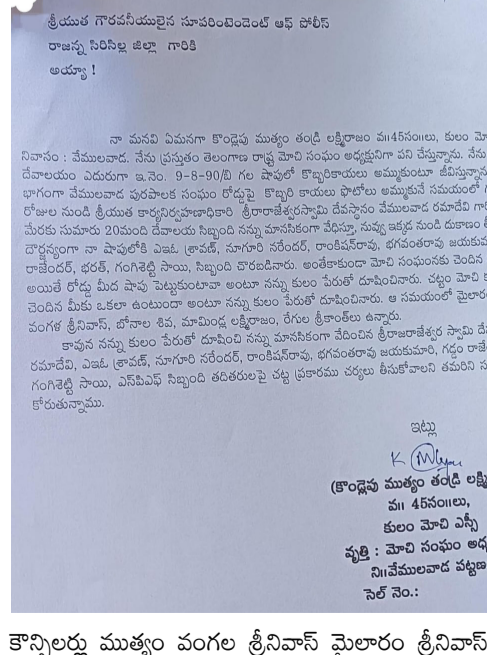 శ్రీయుత గౌరవనీయులైన సూపరింటెండెంట్ ఆఫ్ పోలీస్
రాజన్న సిరిసిల్ల జిల్లా గారికి
అయ్యా !
నా మనవి ఏమనగా కొండ్లెపు ముత్యం తండ్రి లక్ష్మిరాజం వ॥45సం॥లు, కులం
నివాసం : వేములవాడ. నేను ప్రస్తుతం తెలంగాణ రాష్ట్ర మోచి సంఘం అధ్యక్షునిగా పని చేస్తున్నాను. నేను
దేవాలయం ఎదురుగా ఇ.నెం. 9-8-90/బి గల షాపులో కొబ్బరికాయలు అమ్ముకుంటూ జీవిస్తున్నాన
భాగంగా వేములవాడ పురపాలక సంఘం రోడ్డుపై కొబ్బరి కాయలు ఫొటోలు అమ్ముకునే సమయంలో
రోజుల నుండి శ్రీయుత కార్యనిర్వహణాధికారి శ్రీరాజరాజేశ్వరస్వామి దేవస్థానం వేములవాడ రమాదేవి గారి
మేరకు సుమారు 20మంది దేవాలయ సిబ్బంది నన్ను మానసికంగా వేధిస్తూ, నువ్వు ఇక్కడ నుండి దుకాణం
దౌర్జన్యంగా నా షాపులోకి ఎఇఓ శ్రావణ్, నూగూరి నరేందర్, రాంకిషన్‌రావు, భగవంతరావు జయకుమ
రాజేందర్, భరత్, గంగిశెట్టి సాయి, సిబ్బంది చొరబడినారు. అంతేకాకుండా మోచి సంఘంనకు చెందిన
అయితే రోడ్డు మీద షాపు పెట్టుకుంటావా అంటూ నన్ను కులం పేరుతో దూషించినారు. చట్టం మోచి
చెందిన మీకు ఒకలా ఉంటుందా అంటూ నన్ను కులం పేరుతో దూషించినారు. ఆ సమయంలో మైలార
వంగళ శ్రీనివాస్, బోనాల శివ, మామిండ్ల లక్ష్మిరాజం, రేగుల శ్రీకాంత్‌లు ఉన్నారు.
కావున నన్ను కులం పేరుతో దూషించి నన్ను మానసికంగా వేదించిన శ్రీరాజరాజేశ్వర స్వామి దే
రమాదేవి, ఎఇఓ శ్రావణ్, నూగూరి నరేందర్, రాంకిషన్‌రావు, భగవంతరావు జయకుమారి, గడ్డం రాజే
గంగిశెట్టి సాయి, ఎస్‌పిఎఫ్ సిబ్బంది తదితరులపై చట్ట ప్రకారము చర్యలు తీసుకోవాలని తమరిని
కోరుతున్నాము.
ఇట్లు
(కొండ్లెపు ముత్యం తండ్రి లక్ష్మి
వ॥ 45సం॥లు,
కులం మోచి ఎస్సీ
వృత్తి : మోచి సంఘం అధ్య
ని॥వేములవాడ పట్టణ
సెల్ నెం.:
కౌన్సిలర్లు ముత్యం వంగల శ్రీనివాస్ మైలారం శ్రీనివాస్